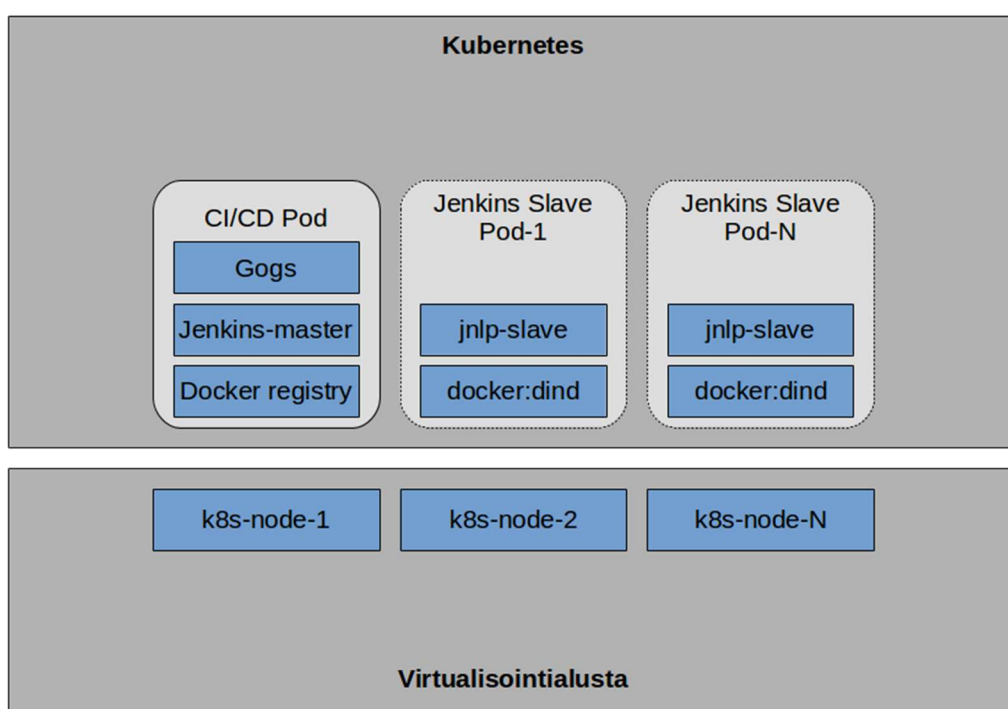 Kubernetes
CI/CD Pod
Gogs
Jenkins-master
Docker registry
Jenkins Slave
Pod-1
jnlp-slave
docker:dind
Jenkins Slave
Pod-N
jnlp-slave
docker:dind
k8s-node-1
k8s-node-2
k8s-node-N
Virtualisointialusta